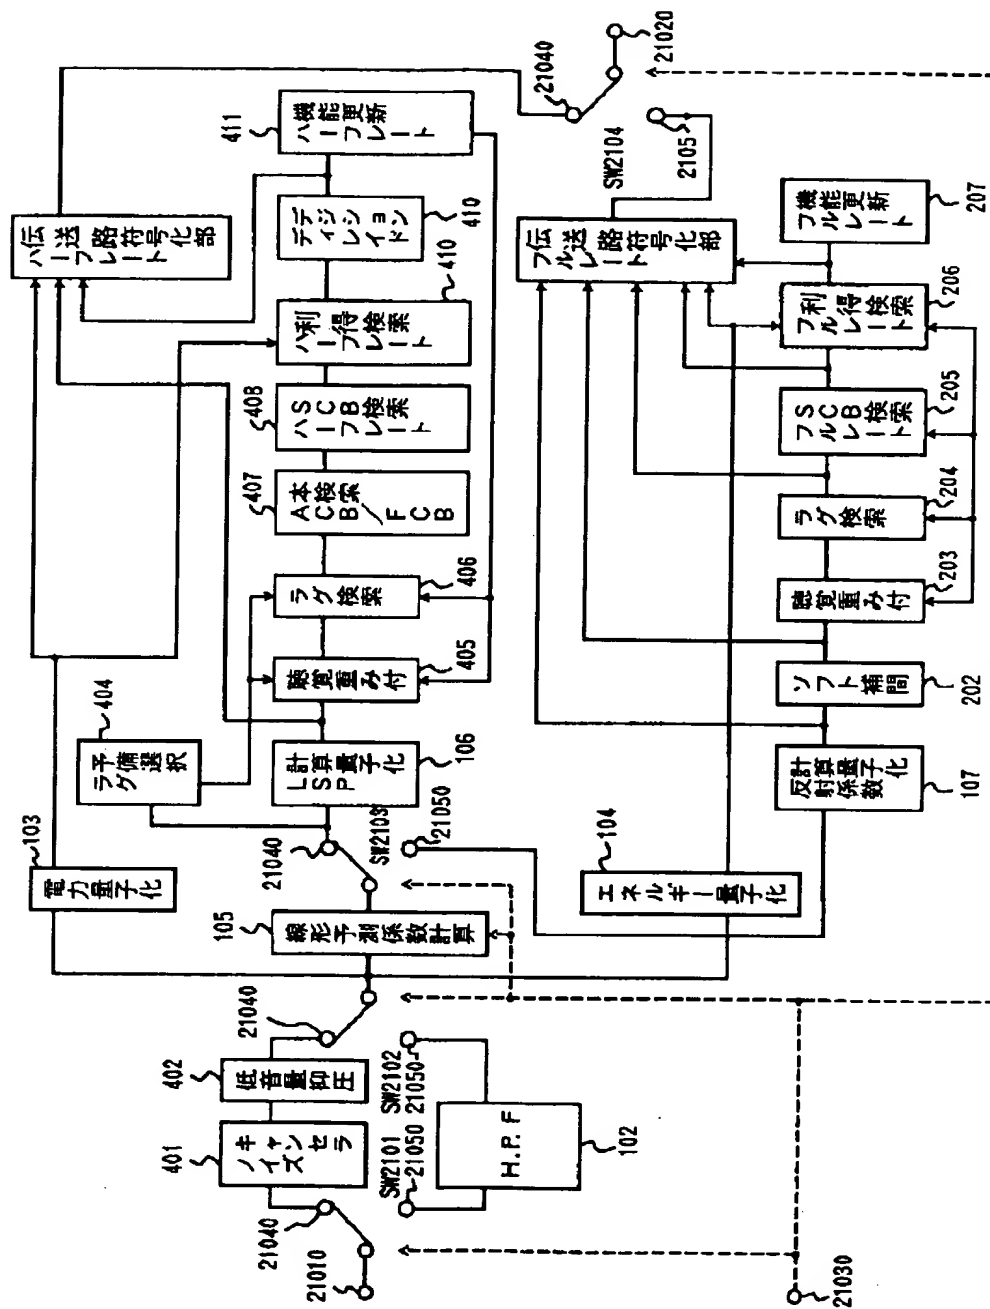 21010
21040
401
ノイズ
キャンセラ
402
低音量抑圧
21040
SW2101
21050
H.P.F
102
SW2102
21050
21030
105
線形予測係数計算
103
電力量子化
21040
SW2103
21050
404
ラグ
予備選択
LSP
計算量子化
106
聴覚重み付
405
ラグ検索
406
407
ACB/FCB
本検索
408
ハーフレート
SCB検索
ハーフレート
利得検索
410
ディレイド
ディジション
410
411
ハーフレート
機能更新
ハーフレート
伝送路符号化部
104
エネルギー量子化
反射係数
計算量子化
107
ソフト補間
202
聴覚重み付
203
ラグ検索
204
フルレート
SCB検索
205
フルレート
利得検索
206
フルレート
機能更新
207
フルレート
伝送路符号化部
SW2104
2105
21040
21020